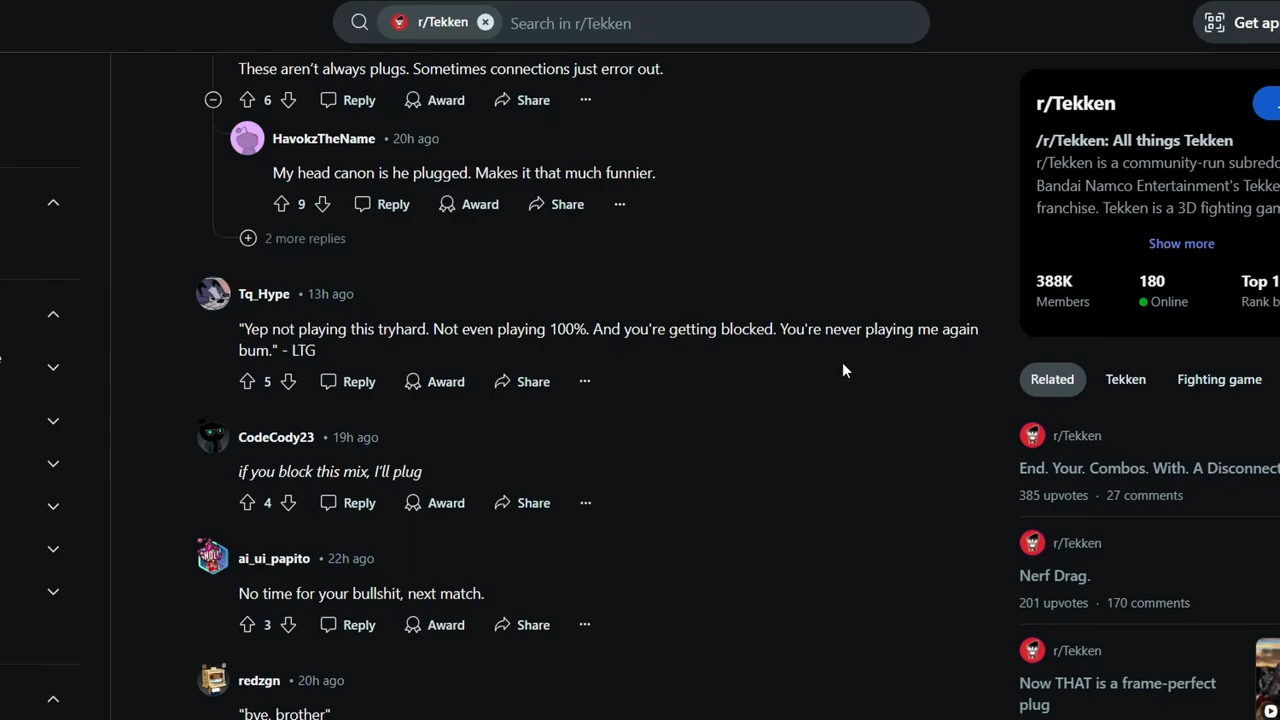 r/Tekken
Search in r/Tekken
Get ap
These aren't always plugs. Sometimes connections just error out.
6 Reply Award Share ...
HavokzTheName • 20h ago
My head canon is he plugged. Makes it that much funnier.
9 Reply Award Share ...
2 more replies
Tq_Hype • 13h ago
"Yep not playing this tryhard. Not even playing 100%. And you're getting blocked. You're never playing me again
bum." - LTG
5 Reply Award Share ...
CodeCody23 • 19h ago
if you block this mix, I'll plug
4 Reply Award Share ...
ai_ui_papito • 22h ago
No time for your bullshit, next match.
3 Reply Award Share ...
redzgn • 20h ago
"bye, brother"
r/Tekken
/r/Tekken: All things Tekken
r/Tekken is a community-run subredd
Bandai Namco Entertainment's Tekke
franchise. Tekken is a 3D fighting gam
Show more
388K 180 Top 1
Members Online Rank b
Related Tekken Fighting game
r/Tekken
End. Your. Combos. With. A Disconnect
385 upvotes · 27 comments
r/Tekken
Nerf Drag.
201 upvotes · 170 comments
r/Tekken
Now THAT is a frame-perfect
plug